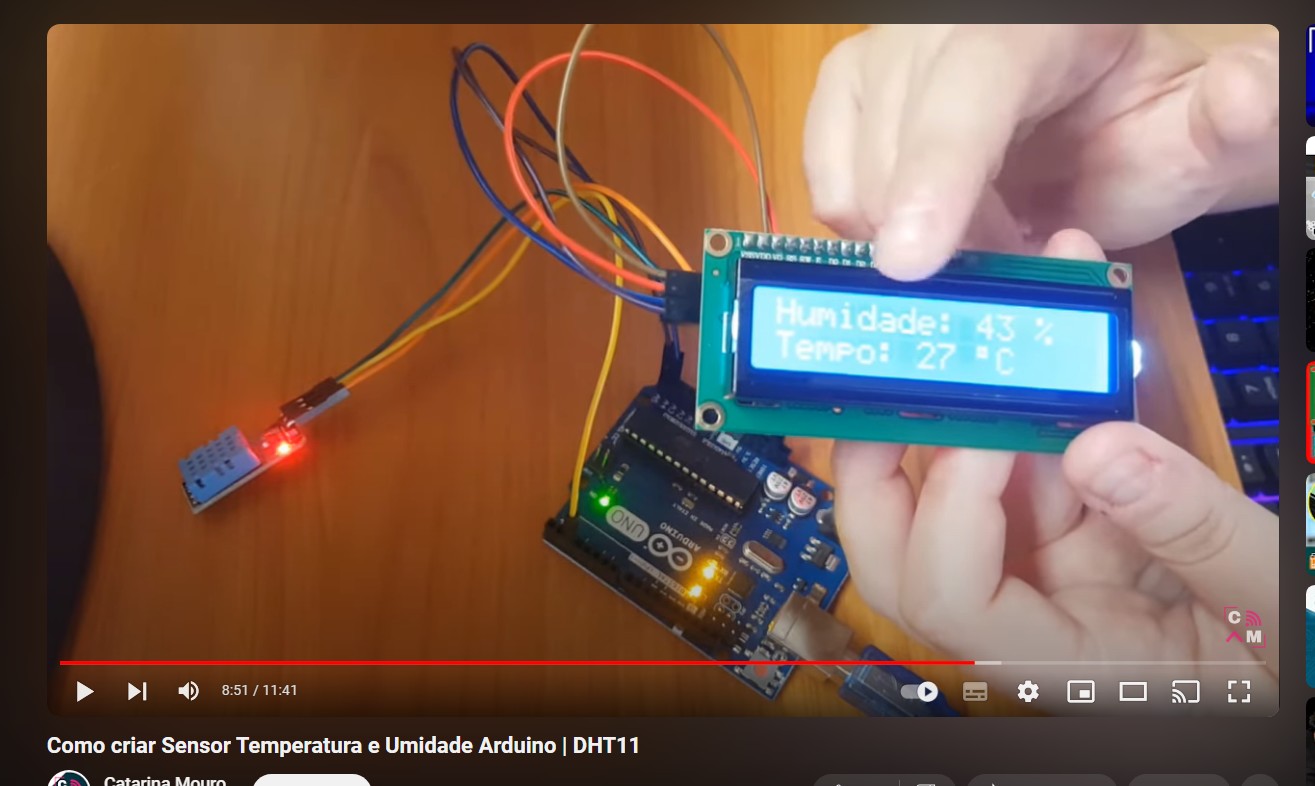 Humidade: 43 %
Tempo: 27 °C
UNO
ARDUINO
C
M
8:51 / 11:41
Como criar Sensor Temperatura e Umidade Arduino | DHT11
Catarina Mouro